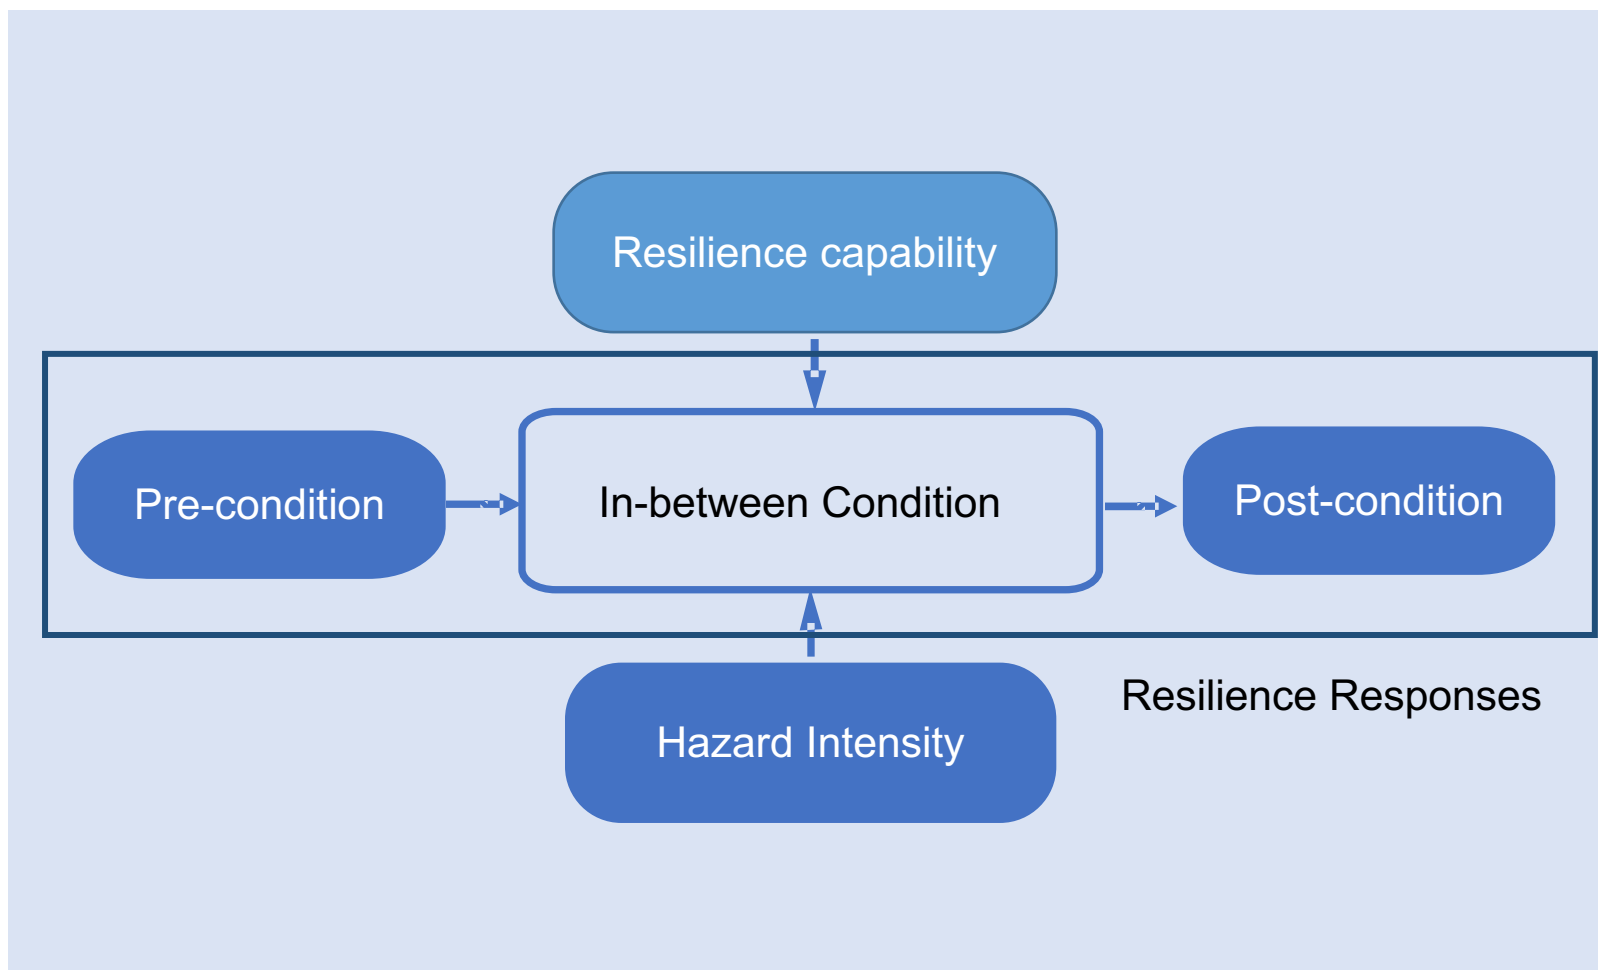 Resilience capability
Pre-condition
In-between Condition
Post-condition
Hazard Intensity
Resilience Responses